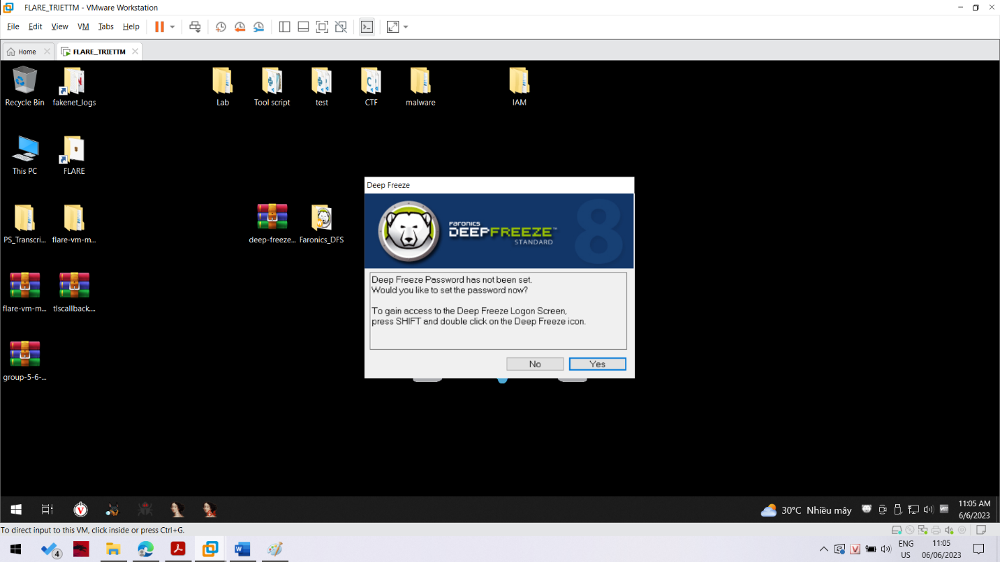 FLARE_TRIETTM - VMware Workstation
File Edit View VM Tabs Help
Home
FLARE_TRIETTM
Recycle Bin
fakenet_logs
Lab
Tool script
test
CTF
malware
IAM
This PC
FLARE
PS_Transcri...
flare-vm-m...
deep-freeze...
Faronics_DFS
flare-vm-m...
tlscallback....
group-5-6-...
Deep Freeze
FARONICS
DEEPFREEZE™
STANDARD
8
Deep Freeze Password has not been set.
Would you like to set the password now?
To gain access to the Deep Freeze Logon Screen,
press SHIFT and double click on the Deep Freeze icon.
No
Yes
30°C Nhiều mây
vm
11:05 AM
6/6/2023
To direct input to this VM, click inside or press Ctrl+G.
4
ENG
US
11:05
06/06/2023